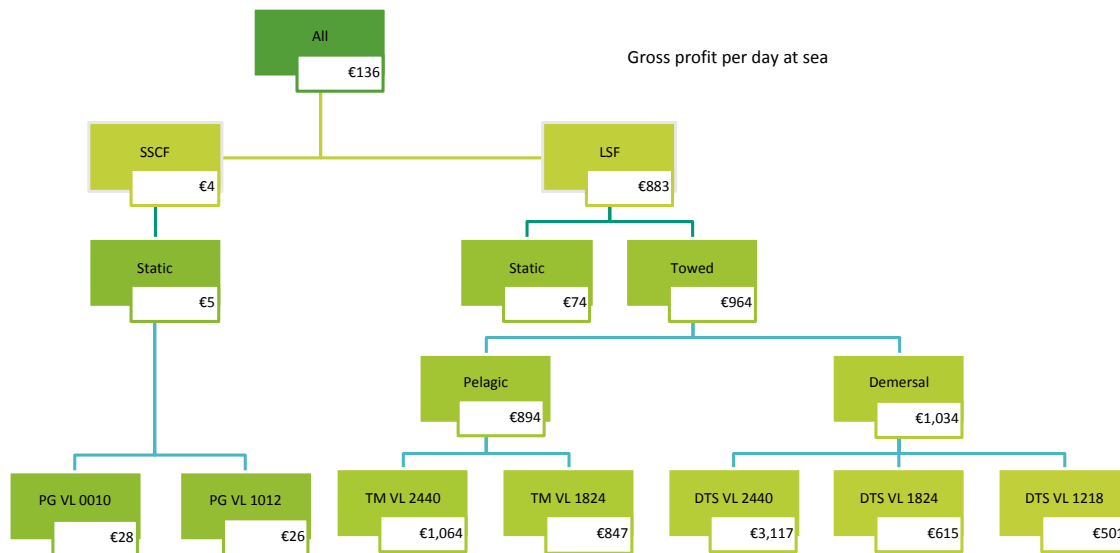 All
€136
Gross profit per day at sea
SSCF
€4
LSF
€883
Static
€5
Static
€74
Towed
€964
Pelagic
€894
Demersal
€1,034
PG VL 0010
€28
PG VL 1012
€26
TM VL 2440
€1,064
TM VL 1824
€847
DTS VL 2440
€3,117
DTS VL 1824
€615
DTS VL 1218
€501